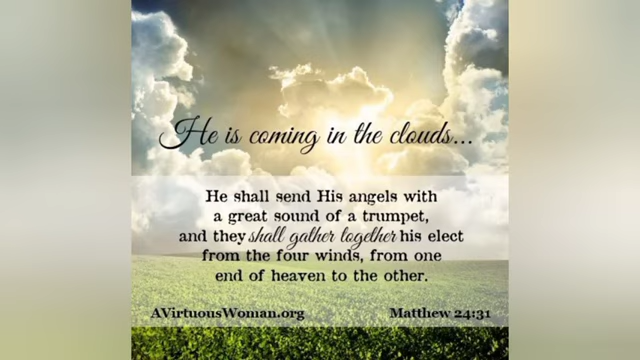 He is coming in the clouds...
He shall send His angels with
a great sound of a trumpet,
and they shall gather together his elect
from the four winds, from one
end of heaven to the other.
AVirtuousWoman.org Matthew 24:31